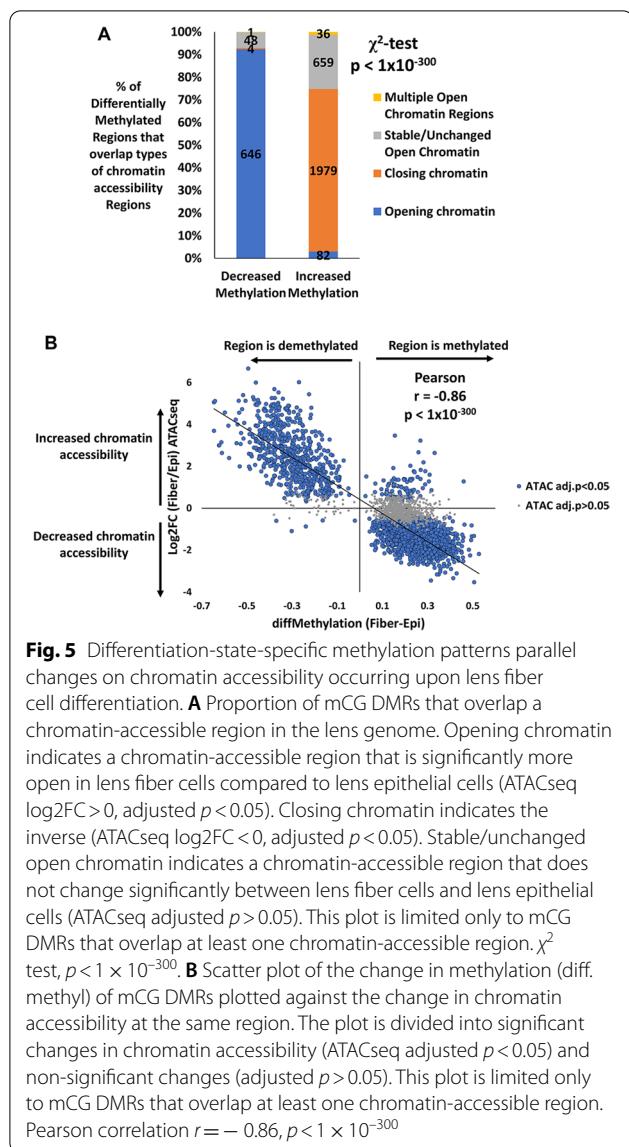 A
100%
90%
80%
70%
60%
50%
40%
30%
20%
10%
0%
% of
Differentially
Methylated
Regions that
overlap types
of chromatin
accessibility
Regions
1
43
4
646
36
659
1979
82
Decreased
Methylation
Increased
Methylation
χ²-test
p < 1x10⁻³⁰⁰
Multiple Open
Chromatin Regions
Stable/Unchanged
Open Chromatin
Closing chromatin
Opening chromatin
B
Region is demethylated
Region is methylated
Pearson
r = -0.86
p < 1x10⁻³⁰⁰
Increased chromatin
accessibility
Decreased chromatin
accessibility
Log2FC (Fiber/Epi) ATACseq
6
4
2
0
-2
-4
-0.7
-0.5
-0.3
-0.1
0.1
0.3
0.5
diffMethylation (Fiber-Epi)
ATAC adj.p<0.05
ATAC adj.p>0.05
Fig. 5 Differentiation-state-specific methylation patterns parallel
changes on chromatin accessibility occurring upon lens fiber
cell differentiation. A Proportion of mCG DMRs that overlap a
chromatin-accessible region in the lens genome. Opening chromatin
indicates a chromatin-accessible region that is significantly more
open in lens fiber cells compared to lens epithelial cells (ATACseq
log2FC > 0, adjusted p < 0.05). Closing chromatin indicates the
inverse (ATACseq log2FC < 0, adjusted p < 0.05). Stable/unchanged
open chromatin indicates a chromatin-accessible region that does
not change significantly between lens fiber cells and lens epithelial
cells (ATACseq adjusted p > 0.05). This plot is limited only to mCG
DMRs that overlap at least one chromatin-accessible region. χ²
test, p < 1 × 10⁻³⁰⁰. B Scatter plot of the change in methylation (diff.
methyl) of mCG DMRs plotted against the change in chromatin
accessibility at the same region. The plot is divided into significant
changes in chromatin accessibility (ATACseq adjusted p < 0.05) and
non-significant changes (adjusted p > 0.05). This plot is limited only
to mCG DMRs that overlap at least one chromatin-accessible region.
Pearson correlation r = − 0.86, p < 1 × 10⁻³⁰⁰